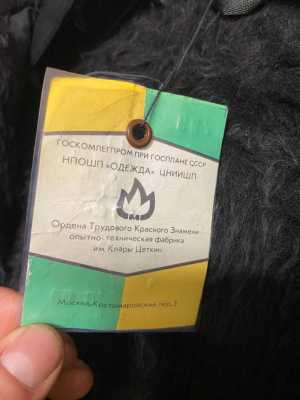 ГОСКОМЛЕГПРОМ ПРИ ГОСПЛАНЕ СССР
НПОШП «ОДЕЖДА» ЦНИИШП
Ордена Трудового Красного Знамени
опытно-техническая фабрика
им. Клары Цеткин
Москва, Костомаровский пер. 3